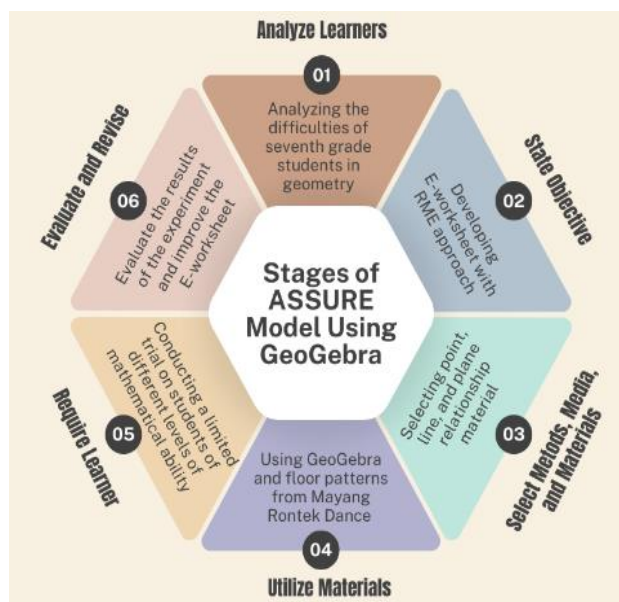 Analyze Learners
01
Analyzing the
difficulties of
seventh grade
students in
geometry
State Objective
02
Developing
E-worksheet with
RME approach
Select Metods, Media,
and Materials
03
Selecting point,
line, and plane
relationship
material
Utilize Materials
04
Using GeoGebra
and floor patterns
from Mayang
Rontek Dance
Require Learner
05
Conducting a limited
trial on students of
different levels of
mathematical ability
Evaluate and Revise
06
Evaluate the results
of the experiment
and improve the
E-worksheet
Stages of
ASSURE
Model Using
GeoGebra